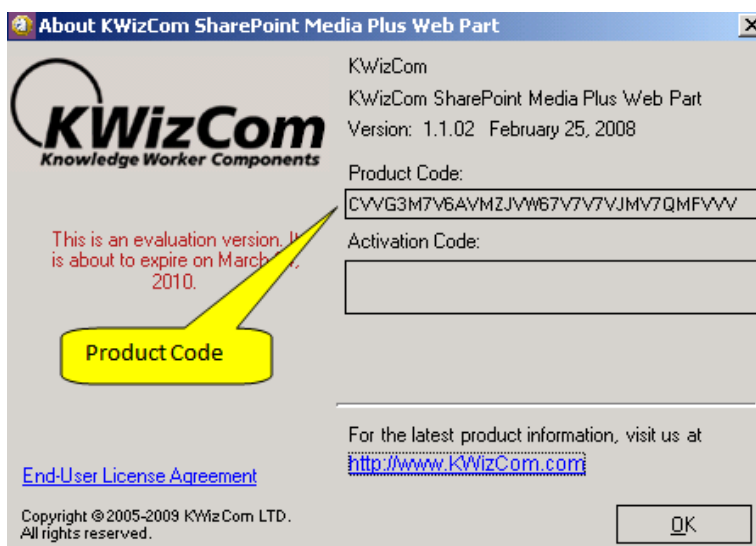 About KWizCom SharePoint Media Plus Web Part
KWizCom
Knowledge Worker Components
KWizCom
KWizCom SharePoint Media Plus Web Part
Version: 1.1.02 February 25, 2008
Product Code:
CVVG3M7V6AVMZJVW67V7V7VJMV7QMFVVV
Activation Code:
This is an evaluation version. It
is about to expire on March
2010.
Product Code
For the latest product information, visit us at
http://www.KWizCom.com
End-User License Agreement
Copyright © 2005-2009 KWizCom LTD.
All rights reserved.
OK